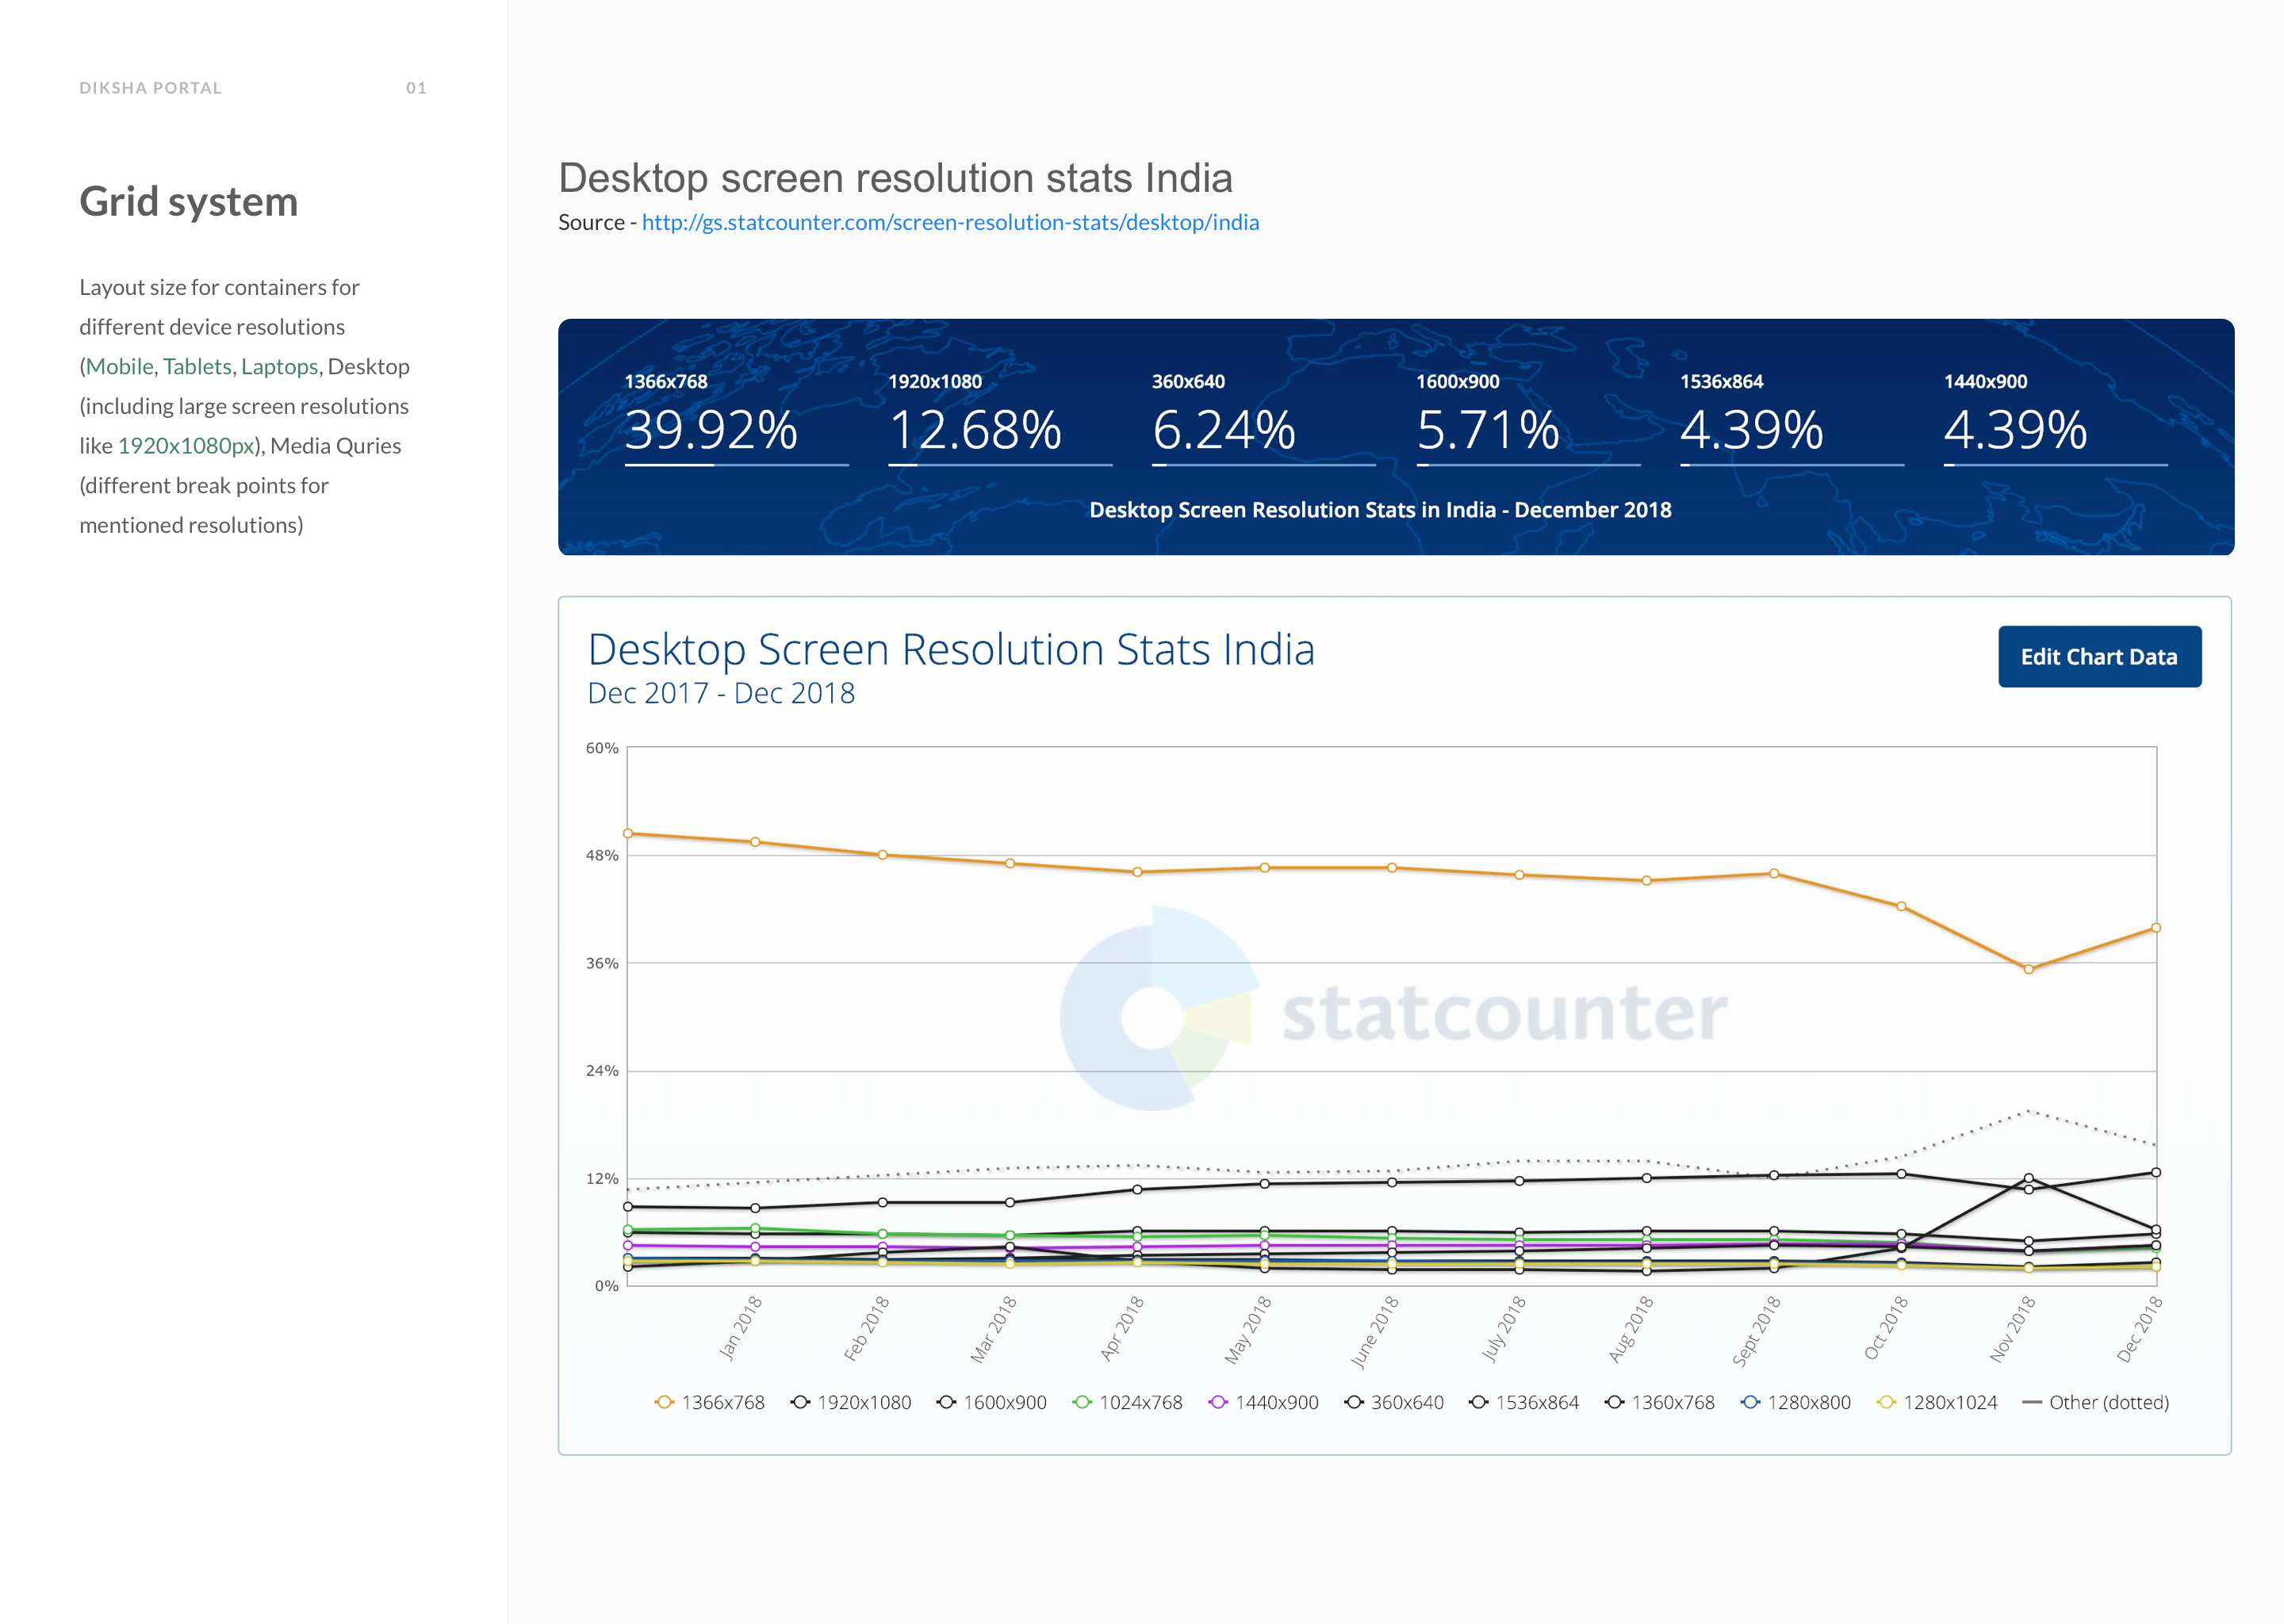 DIKSHA PORTAL 01
Grid system
Layout size for containers for
different device resolutions
(Mobile, Tablets, Laptops, Desktop
(including large screen resolutions
like 1920x1080px), Media Quries
(different break points for
mentioned resolutions)
Desktop screen resolution stats India
Source - http://gs.statcounter.com/screen-resolution-stats/desktop/india
1366x768 1920x1080 360x640 1600x900 1536x864 1440x900
39.92% 12.68% 6.24% 5.71% 4.39% 4.39%
Desktop Screen Resolution Stats in India - December 2018
Desktop Screen Resolution Stats India
Edit Chart Data
Dec 2017 - Dec 2018
60%
48%
36%
statcounter
24%
12%
0%
Jan 2018 Feb 2018 Mar 2018 Apr 2018 May 2018 June 2018 July 2018 Aug 2018 Sept 2018 Oct 2018 Nov 2018 Dec 2018
1366x768 1920x1080 1600x900 1024x768 1440x900 360x640 1536x864 1360x768 1280x800 1280x1024 Other (dotted)